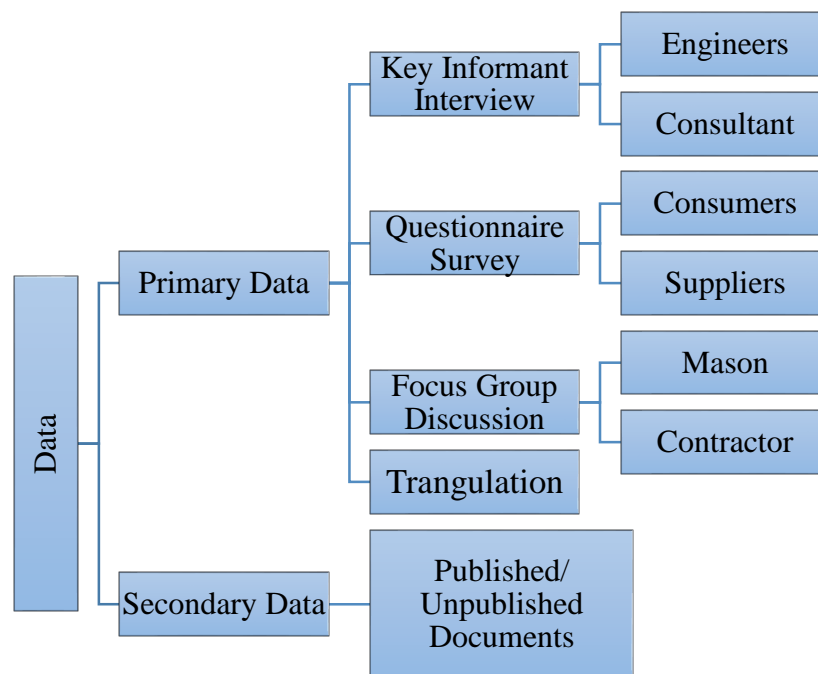 Data
Primary Data
Key Informant
Interview
Engineers
Consultant
Questionnaire
Survey
Consumers
Suppliers
Focus Group
Discussion
Mason
Contractor
Trangulation
Secondary Data
Published/
Unpublished
Documents